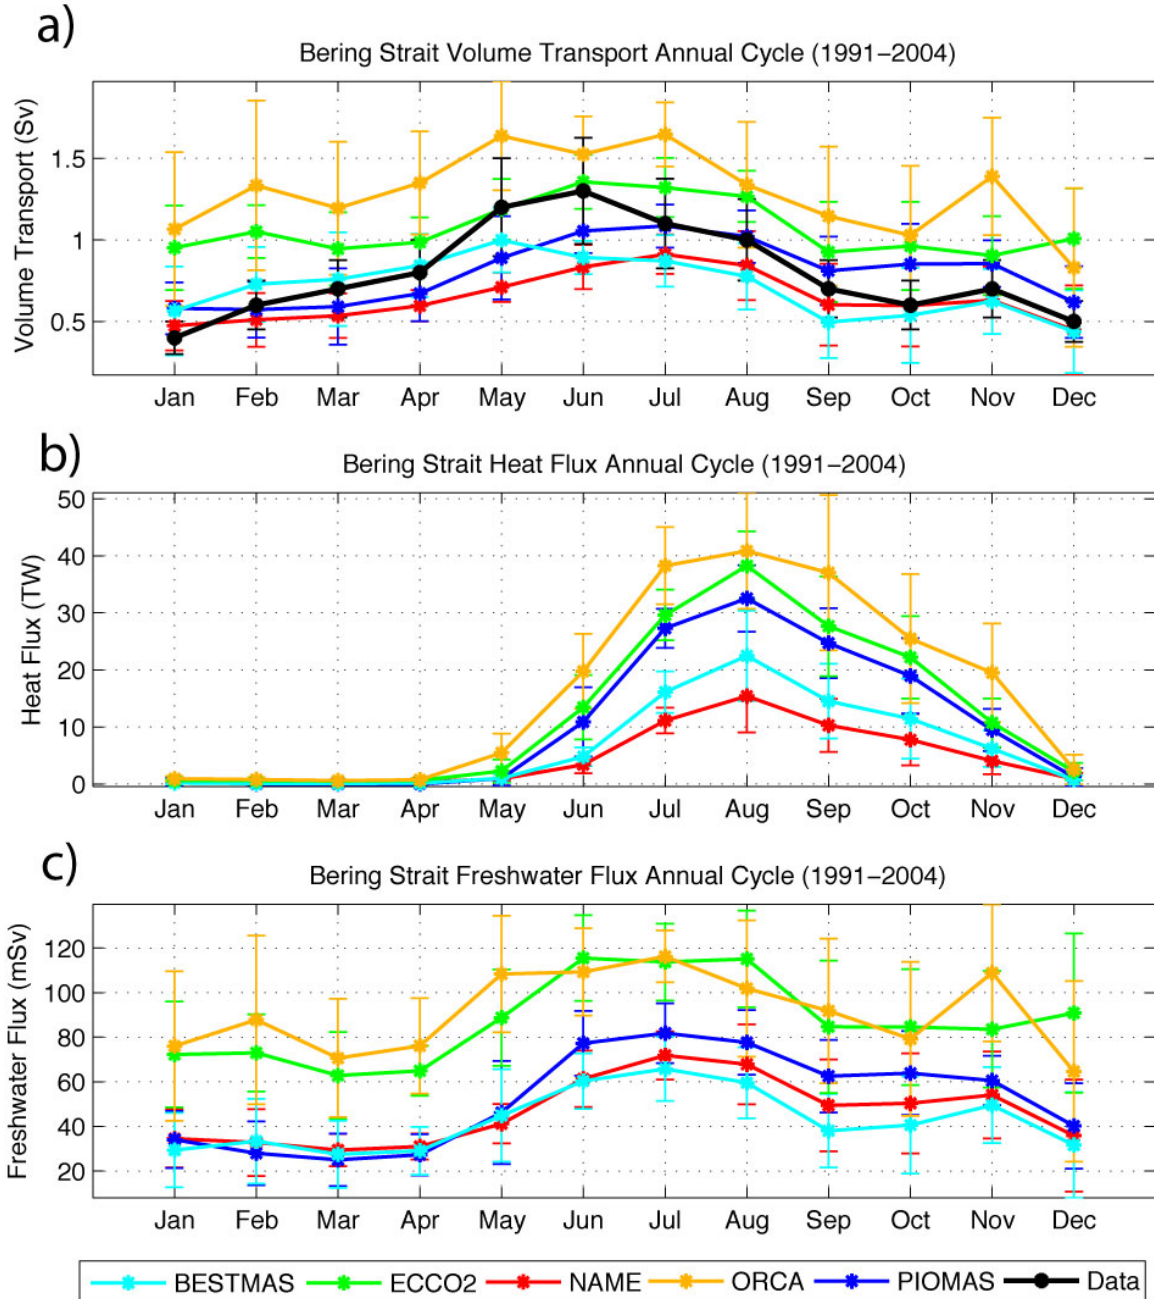 a)
Bering Strait Volume Transport Annual Cycle (1991−2004)
Volume Transport (Sv)
1.5
1
0.5
Jan Feb Mar Apr May Jun Jul Aug Sep Oct Nov Dec
b)
Bering Strait Heat Flux Annual Cycle (1991−2004)
Heat Flux (TW)
50
40
30
20
10
0
Jan Feb Mar Apr May Jun Jul Aug Sep Oct Nov Dec
c)
Bering Strait Freshwater Flux Annual Cycle (1991−2004)
Freshwater Flux (mSv)
120
100
80
60
40
20
Jan Feb Mar Apr May Jun Jul Aug Sep Oct Nov Dec
BESTMAS ECCO2 NAME ORCA PIOMAS Data